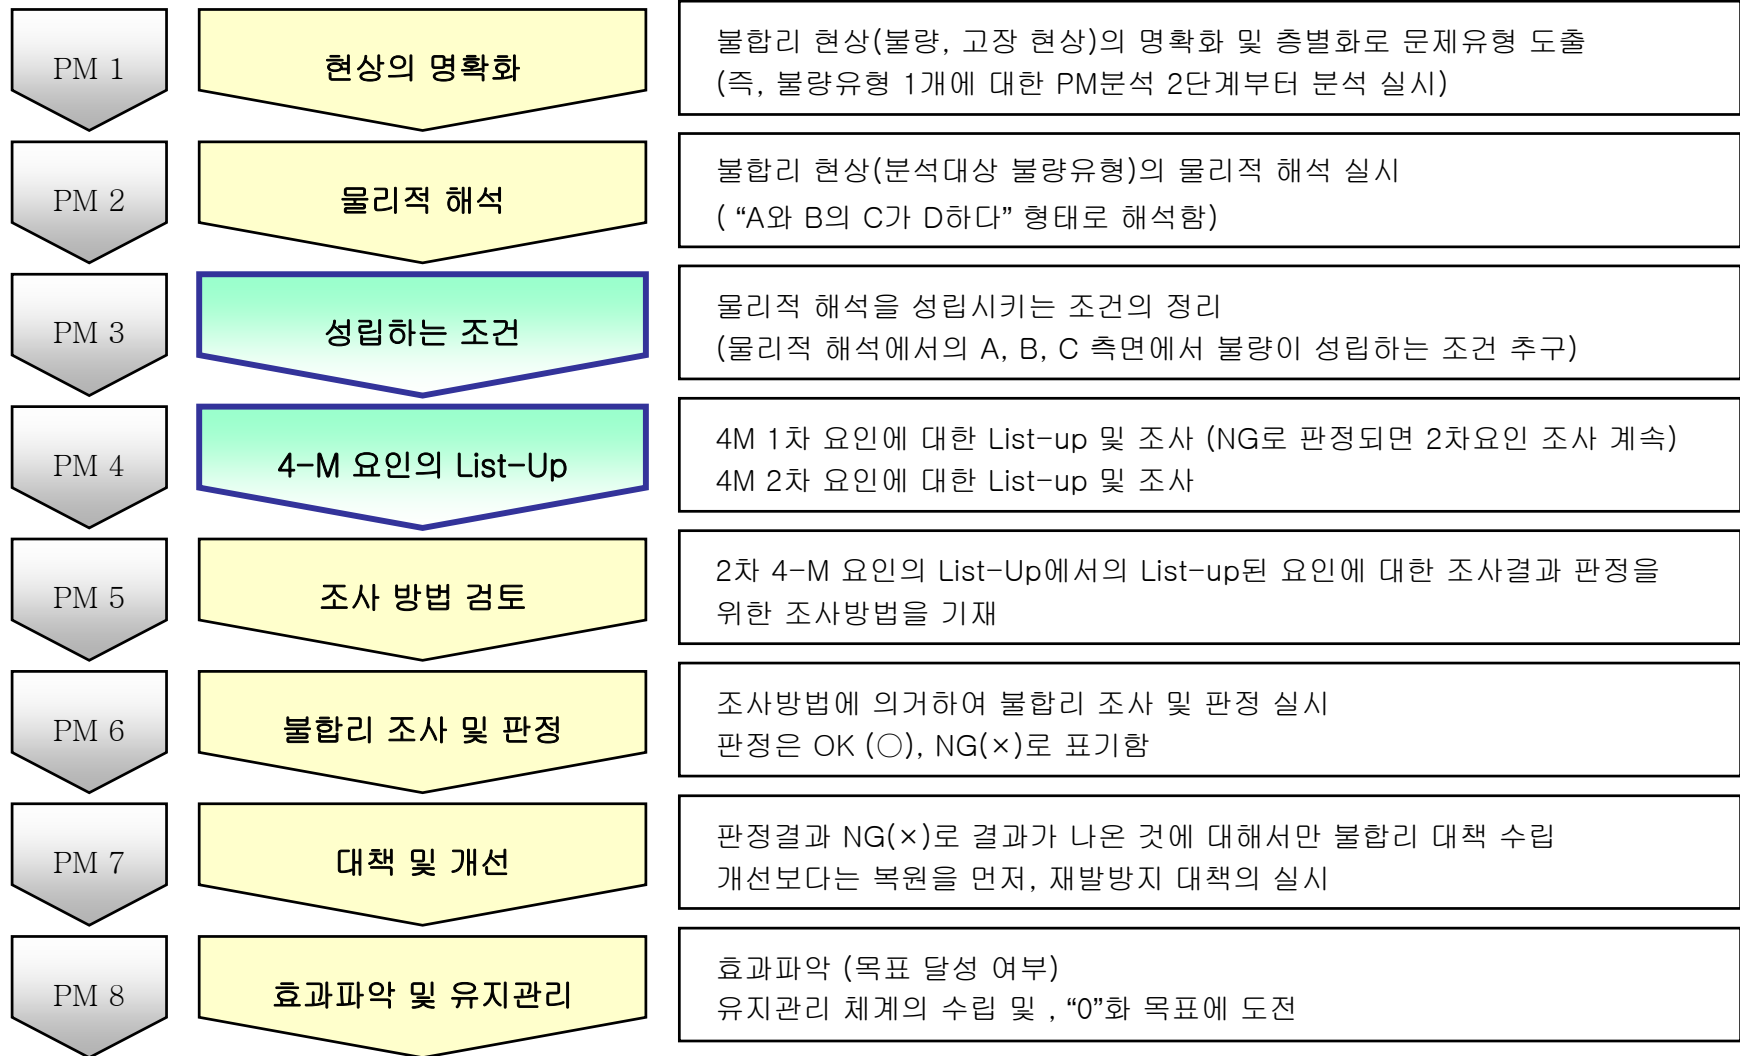 PM 1
현상의 명확화
불합리 현상(불량, 고장 현상)의 명확화 및 층별화로 문제유형 도출
(즉, 불량유형 1개에 대한 PM분석 2단계부터 분석 실시)
PM 2
물리적 해석
불합리 현상(분석대상 불량유형)의 물리적 해석 실시
( “A와 B의 C가 D하다” 형태로 해석함)
PM 3
성립하는 조건
물리적 해석을 성립시키는 조건의 정리
(물리적 해석에서의 A, B, C 측면에서 불량이 성립하는 조건 추구)
PM 4
4-M 요인의 List-Up
4M 1차 요인에 대한 List-up 및 조사 (NG로 판정되면 2차요인 조사 계속)
4M 2차 요인에 대한 List-up 및 조사
PM 5
조사 방법 검토
2차 4-M 요인의 List-Up에서의 List-up된 요인에 대한 조사결과 판정을
위한 조사방법을 기재
PM 6
불합리 조사 및 판정
조사방법에 의거하여 불합리 조사 및 판정 실시
판정은 OK (○), NG(×)로 표기함
PM 7
대책 및 개선
판정결과 NG(×)로 결과가 나온 것에 대해서만 불합리 대책 수립
개선보다는 복원을 먼저, 재발방지 대책의 실시
PM 8
효과파악 및 유지관리
효과파악 (목표 달성 여부)
유지관리 체계의 수립 및 , “0”화 목표에 도전